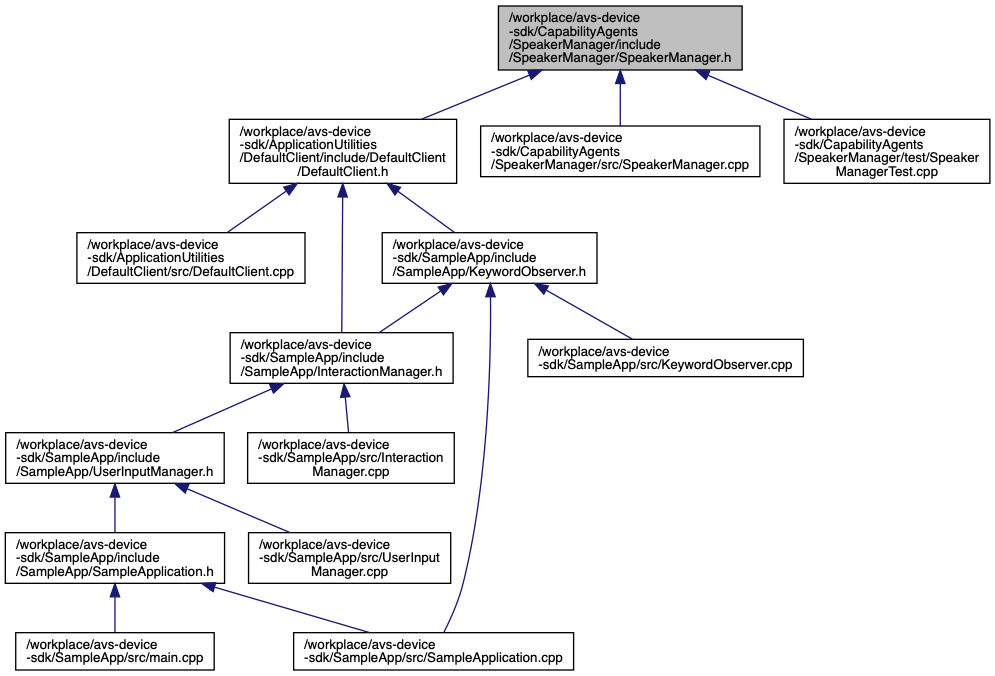 /workplace/avs-device
-sdk/CapabilityAgents
/SpeakerManager/include
/SpeakerManager/SpeakerManager.h
/workplace/avs-device
-sdk/ApplicationUtilities
/DefaultClient/include/DefaultClient
/DefaultClient.h
/workplace/avs-device
-sdk/CapabilityAgents
/SpeakerManager/src/SpeakerManager.cpp
/workplace/avs-device
-sdk/CapabilityAgents
/SpeakerManager/test/Speaker
ManagerTest.cpp
/workplace/avs-device
-sdk/ApplicationUtilities
/DefaultClient/src/DefaultClient.cpp
/workplace/avs-device
-sdk/SampleApp/include
/SampleApp/KeywordObserver.h
/workplace/avs-device
-sdk/SampleApp/include
/SampleApp/InteractionManager.h
/workplace/avs-device
-sdk/SampleApp/src/KeywordObserver.cpp
/workplace/avs-device
-sdk/SampleApp/include
/SampleApp/UserInputManager.h
/workplace/avs-device
-sdk/SampleApp/src/Interaction
Manager.cpp
/workplace/avs-device
-sdk/SampleApp/include
/SampleApp/SampleApplication.h
/workplace/avs-device
-sdk/SampleApp/src/UserInput
Manager.cpp
/workplace/avs-device
-sdk/SampleApp/src/main.cpp
/workplace/avs-device
-sdk/SampleApp/src/SampleApplication.cpp